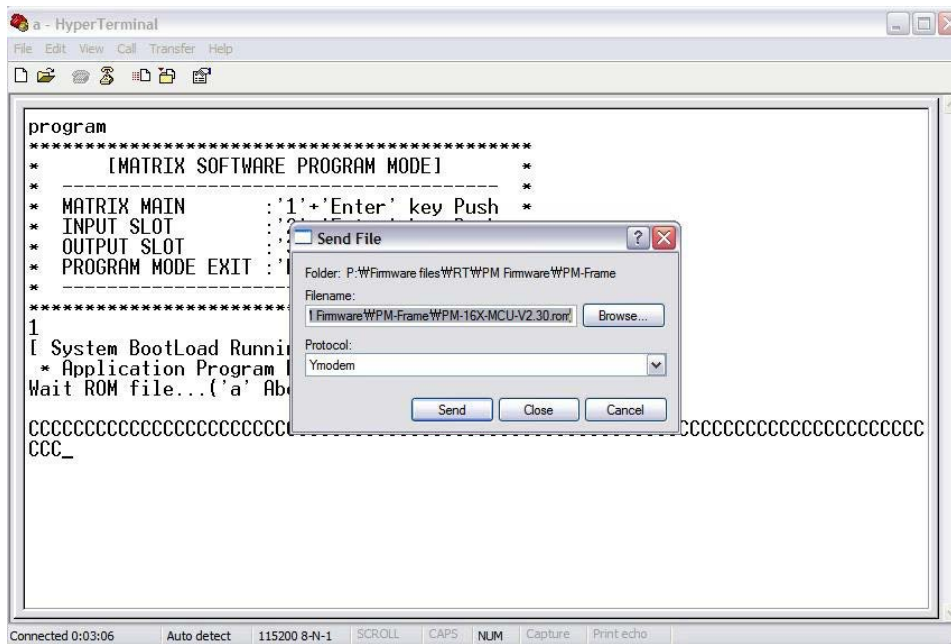 a - HyperTerminal
File Edit View Call Transfer Help
program
*********************************************
* [MATRIX SOFTWARE PROGRAM MODE] *
* --------------------------------------- *
* MATRIX MAIN :'1'+'Enter' key Push *
* INPUT SLOT
* OUTPUT SLOT
* PROGRAM MODE EXIT
1
[ System BootLoad
* Application Program
Wait ROM file...('a'
CCCCCCCCCCCCCCCCCCCCCCC
CCCCCCCCCCCCCCCCCCCCCC
CCC_
Send File
Folder: P:₩Firmware files₩RT₩PM Firmware₩PM-Frame
Filename:
Firmware₩PM-Frame₩PM-16X-MCU-V2.30.rom
Browse...
Protocol:
Ymodem
Send Close Cancel
Connected 0:03:06 Auto detect 115200 8-N-1 SCROLL CAPS NUM Capture Print echo